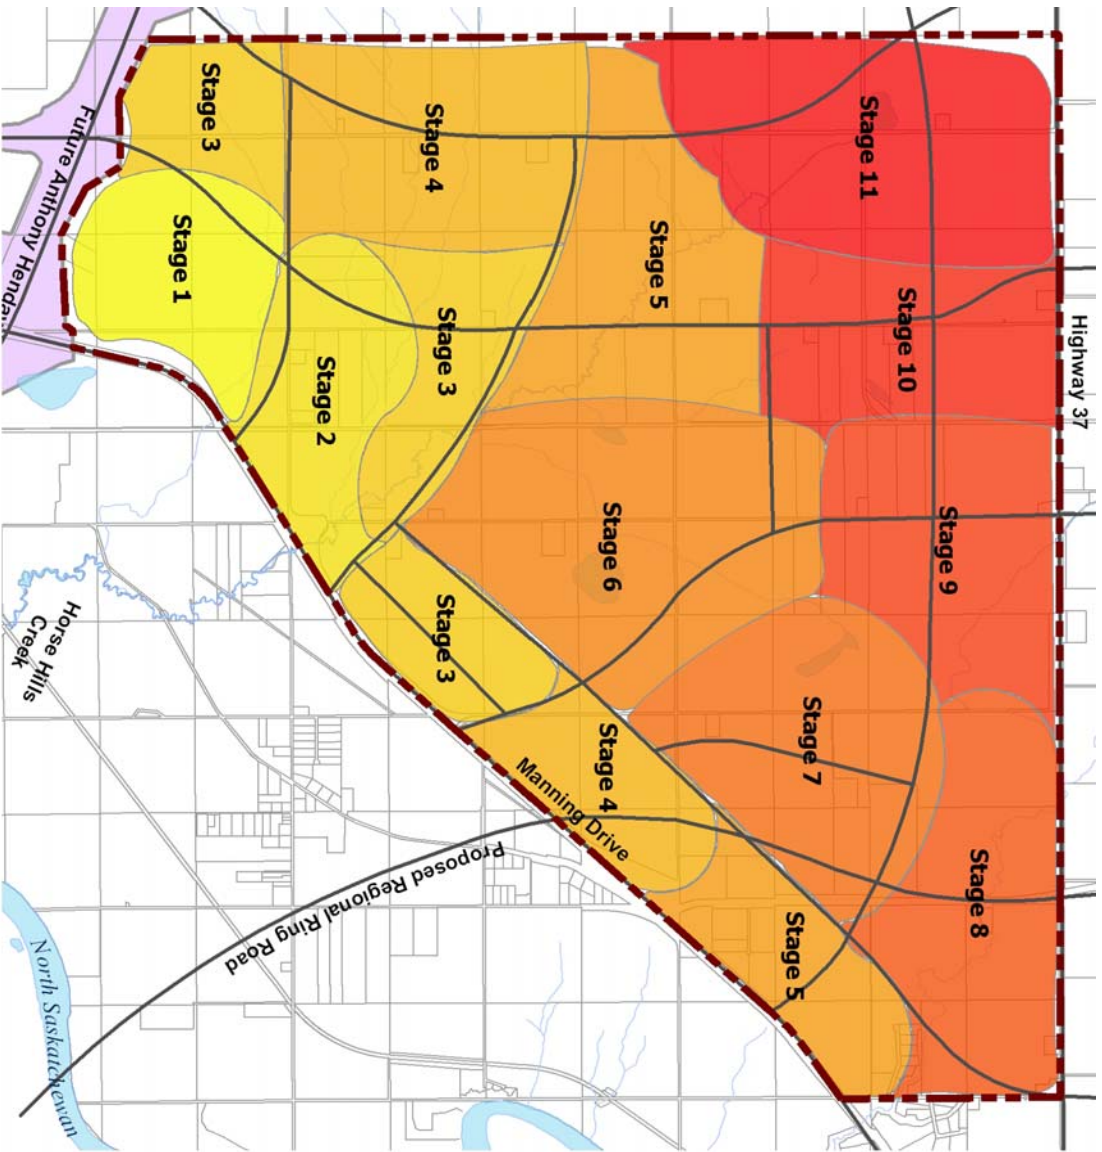 Stage 3
Stage 4
Stage 11
Future Anthony Henday
Stage 1
Stage 5
Stage 3
Stage 10
Highway 37
Stage 2
Stage 6
Stage 9
Stage 3
Horse Hills
Creek
Stage 4
Stage 7
Manning Drive
Proposed Regional Ring Road
Stage 8
Stage 5
North Saskatchewan